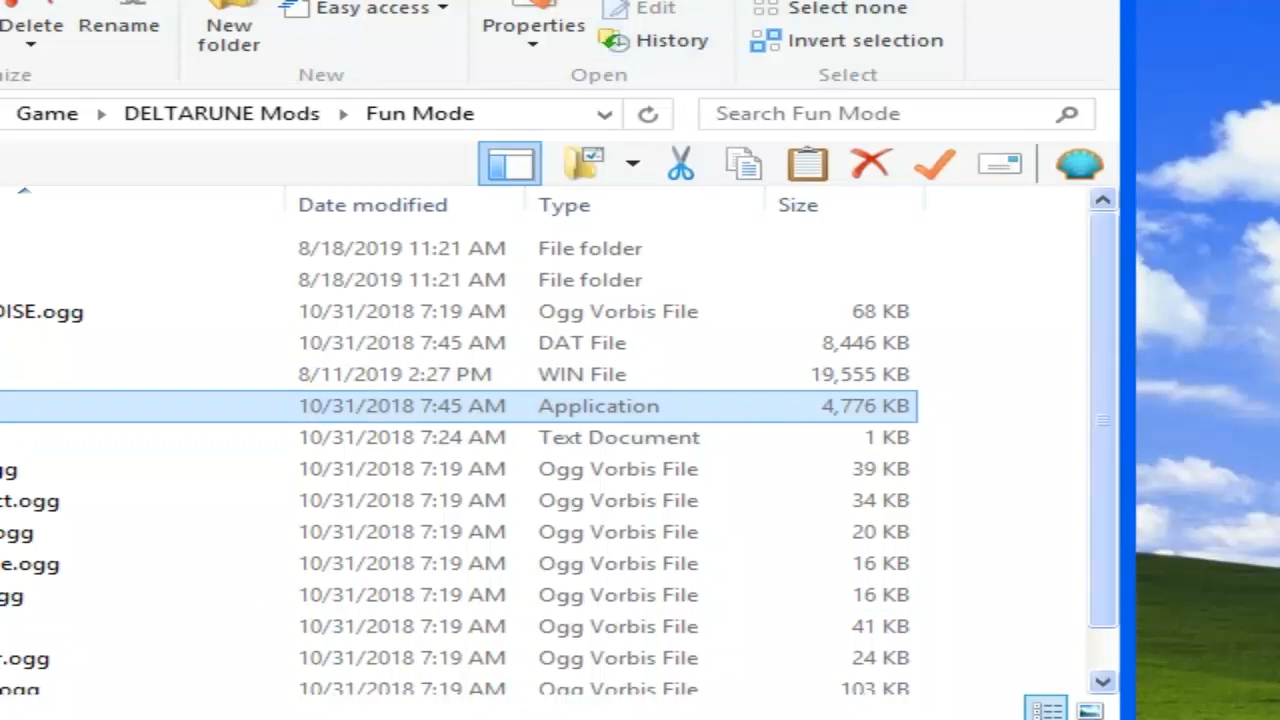 Delete Rename New folder Easy access Properties Edit History Select none Invert selection
ize New Open Select
Game DELTARUNE Mods Fun Mode Search Fun Mode
Date modified Type Size
8/18/2019 11:21 AM File folder
8/18/2019 11:21 AM File folder
OISE.ogg 10/31/2018 7:19 AM Ogg Vorbis File 68 KB
10/31/2018 7:45 AM DAT File 8,446 KB
8/11/2019 2:27 PM WIN File 19,555 KB
10/31/2018 7:45 AM Application 4,776 KB
10/31/2018 7:24 AM Text Document 1 KB
gg 10/31/2018 7:19 AM Ogg Vorbis File 39 KB
ct.ogg 10/31/2018 7:19 AM Ogg Vorbis File 34 KB
ogg 10/31/2018 7:19 AM Ogg Vorbis File 20 KB
e.ogg 10/31/2018 7:19 AM Ogg Vorbis File 16 KB
gg 10/31/2018 7:19 AM Ogg Vorbis File 16 KB
10/31/2018 7:19 AM Ogg Vorbis File 41 KB
r.ogg 10/31/2018 7:19 AM Ogg Vorbis File 24 KB
ogg 10/31/2018 7:19 AM Ogg Vorbis File 103 KB